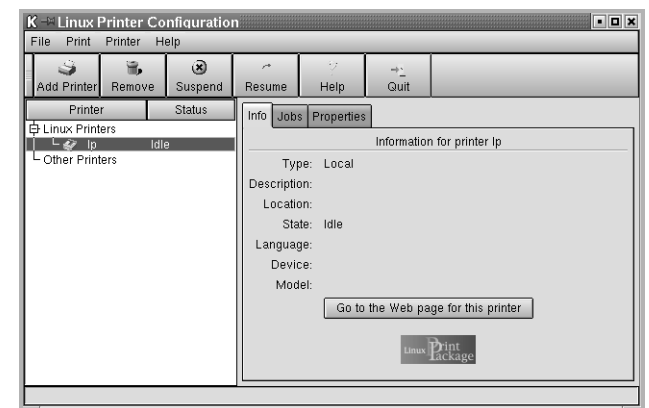 K Linux Printer Configuration
File Print Printer Help
Add Printer Remove Suspend Resume Help Quit
Printer Status
Linux Printers
lp Idle
Other Printers
Info Jobs Properties
Information for printer lp
Type: Local
Description:
Location:
State: Idle
Language:
Device:
Model:
Go to the Web page for this printer
Linux Print Package